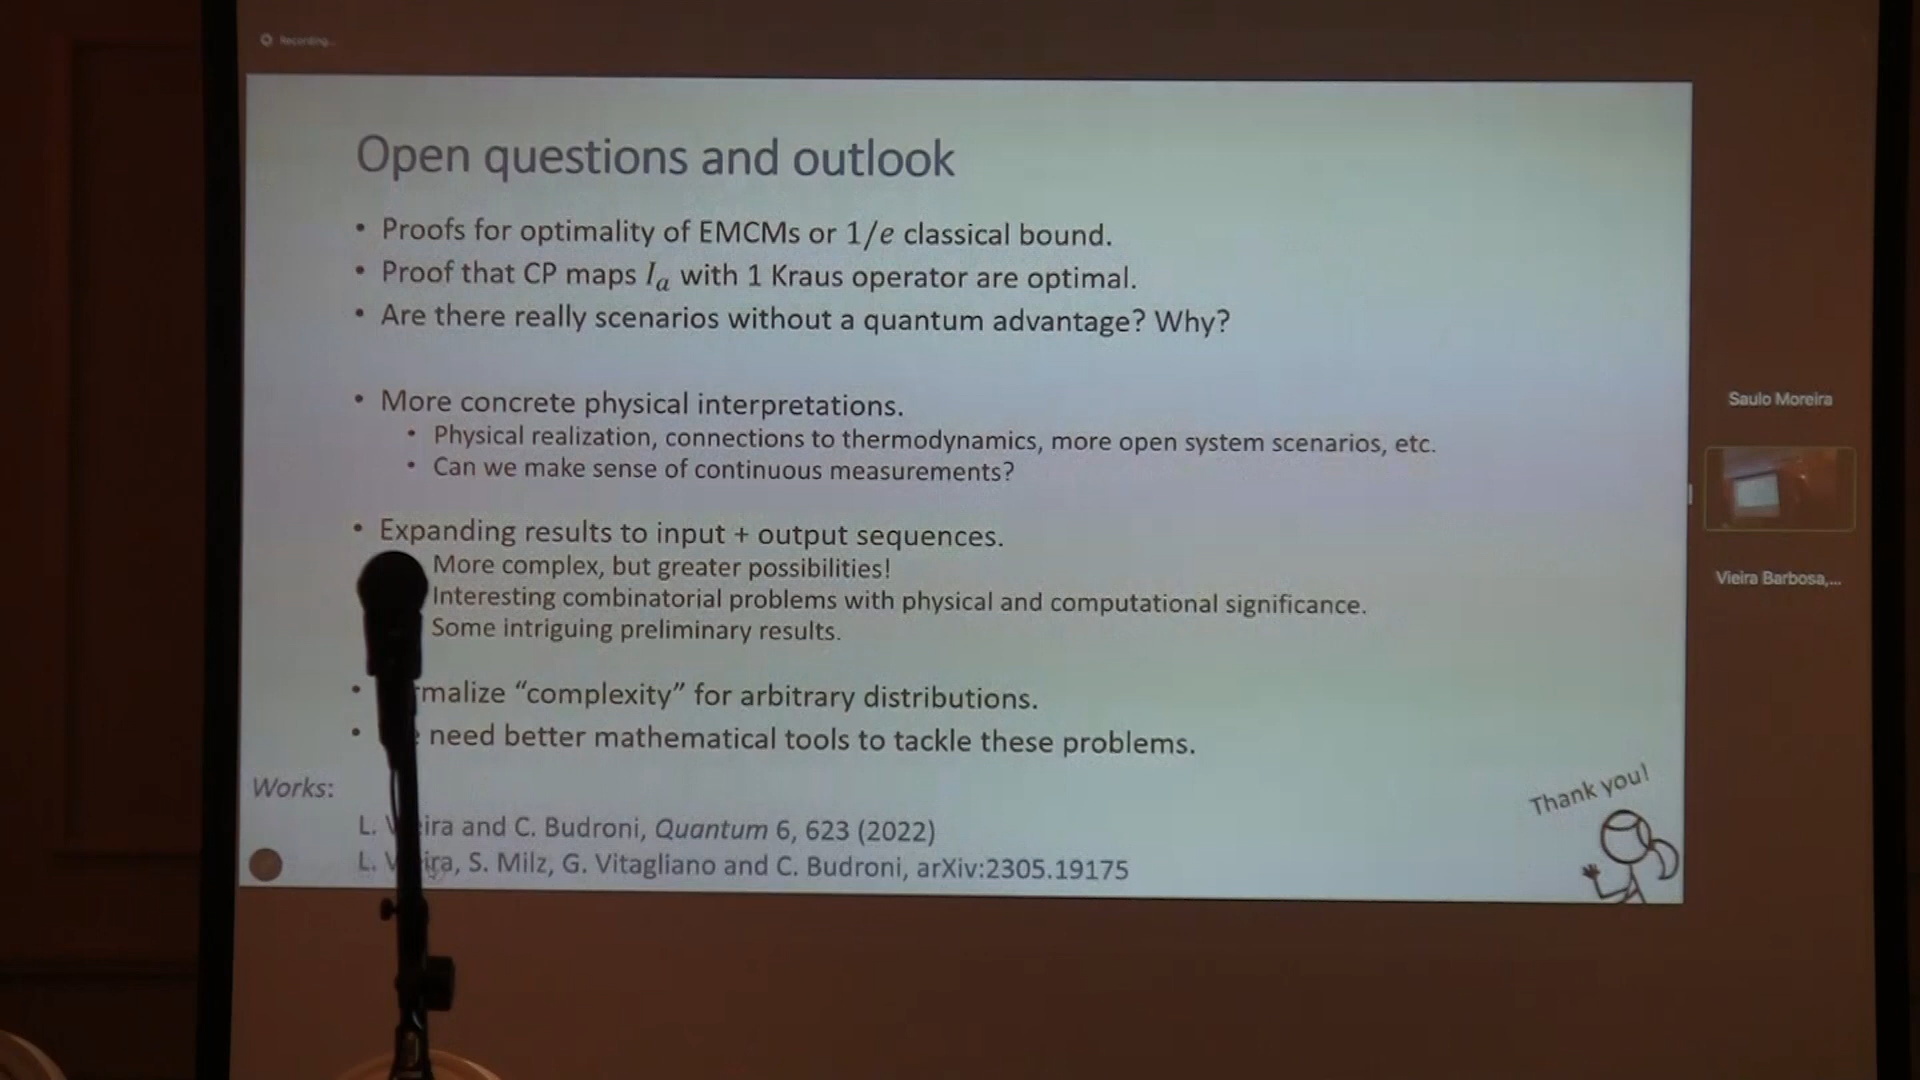 Recording...
Open questions and outlook
• Proofs for optimality of EMCMs or 1/e classical bound.
• Proof that CP maps I_a with 1 Kraus operator are optimal.
• Are there really scenarios without a quantum advantage? Why?
• More concrete physical interpretations.
• Physical realization, connections to thermodynamics, more open system scenarios, etc.
• Can we make sense of continuous measurements?
• Expanding results to input + output sequences.
More complex, but greater possibilities!
Interesting combinatorial problems with physical and computational significance.
Some intriguing preliminary results.
• malize “complexity” for arbitrary distributions.
• need better mathematical tools to tackle these problems.
Works:
L. V ira and C. Budroni, Quantum 6, 623 (2022)
L. V ira, S. Milz, G. Vitagliano and C. Budroni, arXiv:2305.19175
Thank you!
Saulo Moreira
Vieira Barbosa,...